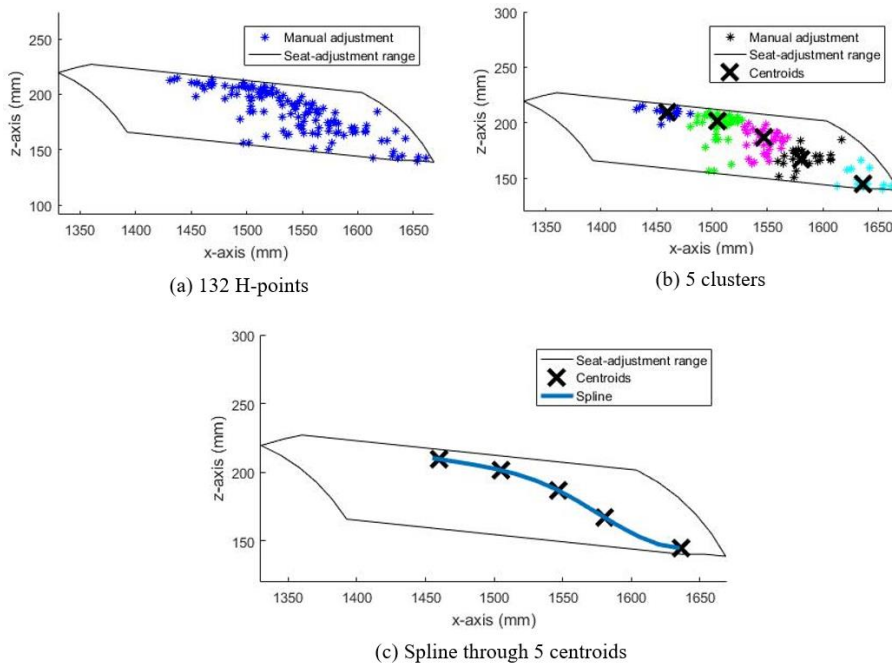 250
200
150
100
z-axis (mm)
Manual adjustment
Seat-adjustment range
1350 1400 1450 1500 1550 1600 1650
x-axis (mm)
(a) 132 H-points
300
250
200
150
z-axis (mm)
Manual adjustment
Seat-adjustment range
Centroids
1350 1400 1450 1500 1550 1600 1650
x-axis (mm)
(b) 5 clusters
300
250
200
150
z-axis (mm)
Seat-adjustment range
Centroids
Spline
1350 1400 1450 1500 1550 1600 1650
x-axis (mm)
(c) Spline through 5 centroids